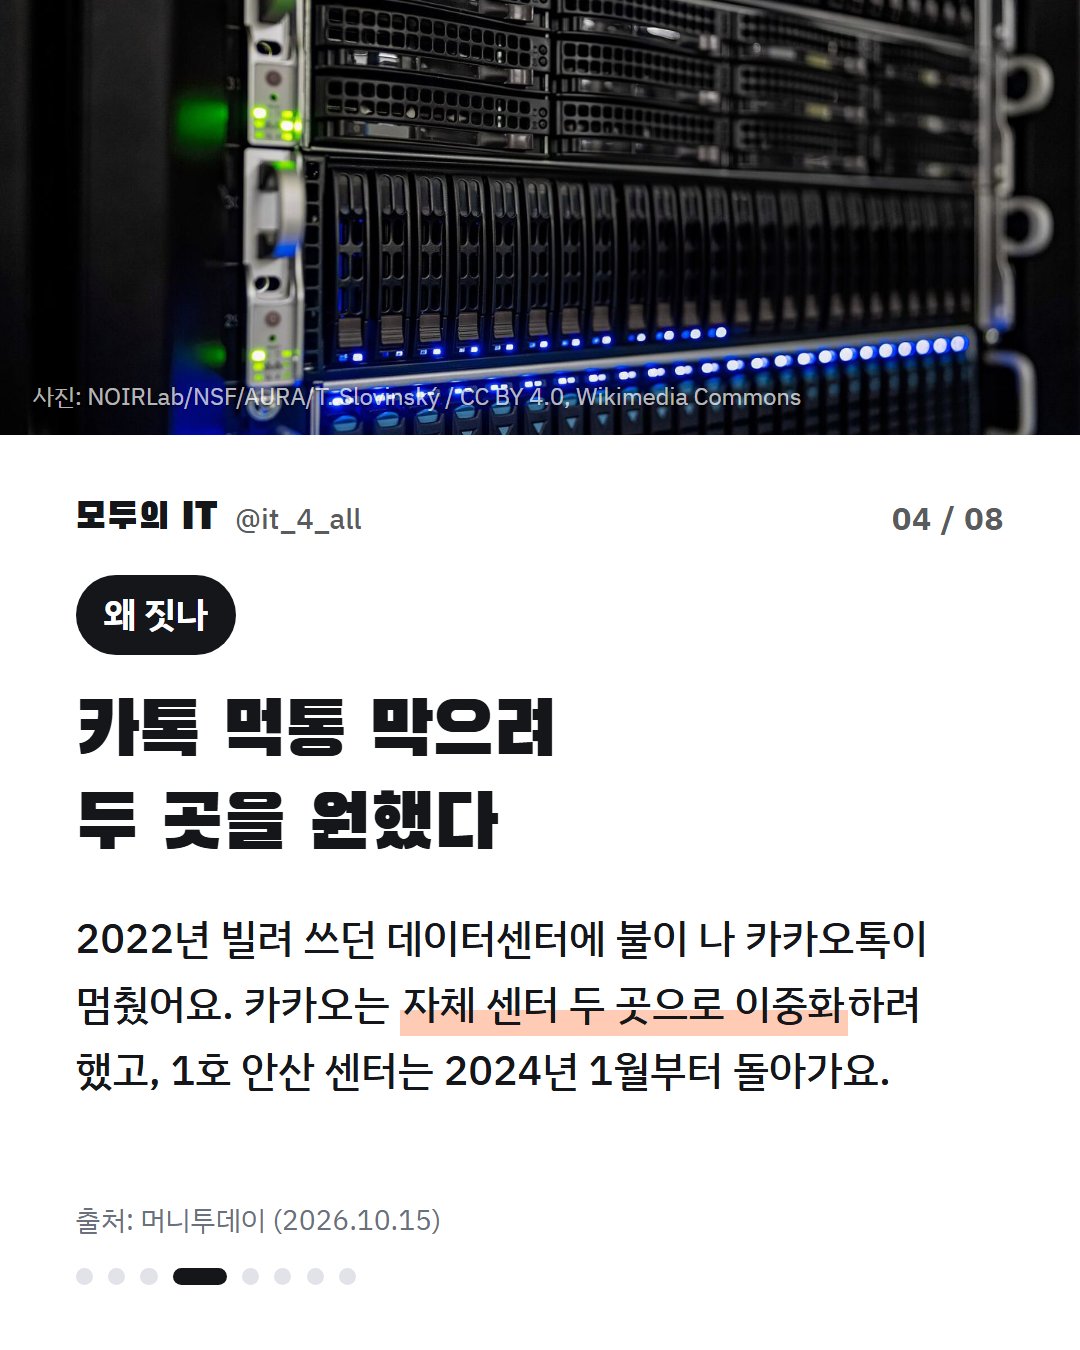 사진: NOIRLab/NSF/AURA/T. Slovinský / CC BY 4.0, Wikimedia Commons
모두의 IT @it_4_all 04 / 08
왜 짓나
카톡 먹통 막으려
두 곳을 원했다
2022년 빌려 쓰던 데이터센터에 불이 나 카카오톡이
멈췄어요. 카카오는 자체 센터 두 곳으로 이중화하려
했고, 1호 안산 센터는 2024년 1월부터 돌아가요.
출처: 머니투데이 (2026.10.15)